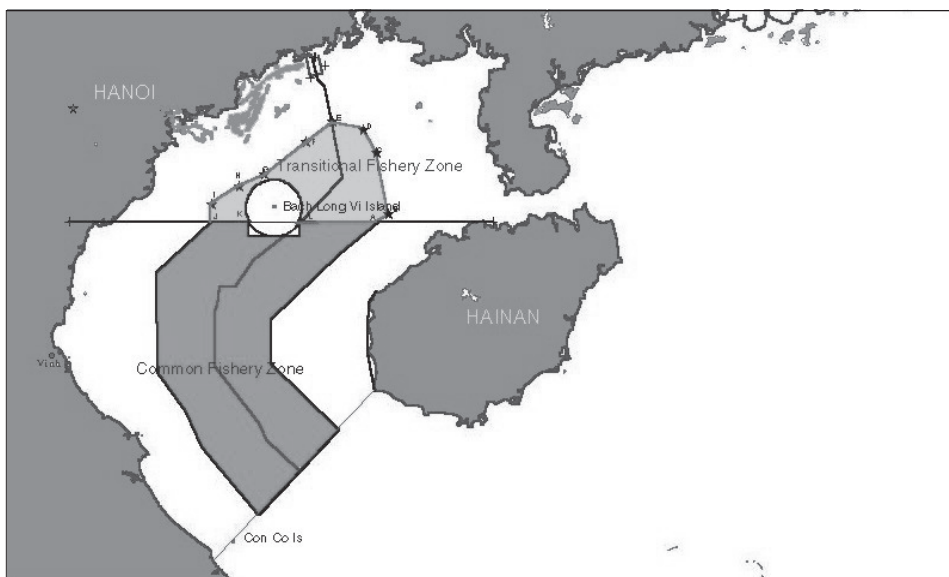 HANOI
E
D
F
C
Transitional Fishery Zone
G
H
I
Bach Long Vi Island
J
K
L
A
HAINAN
Vinh
Common Fishery Zone
Con Co Is